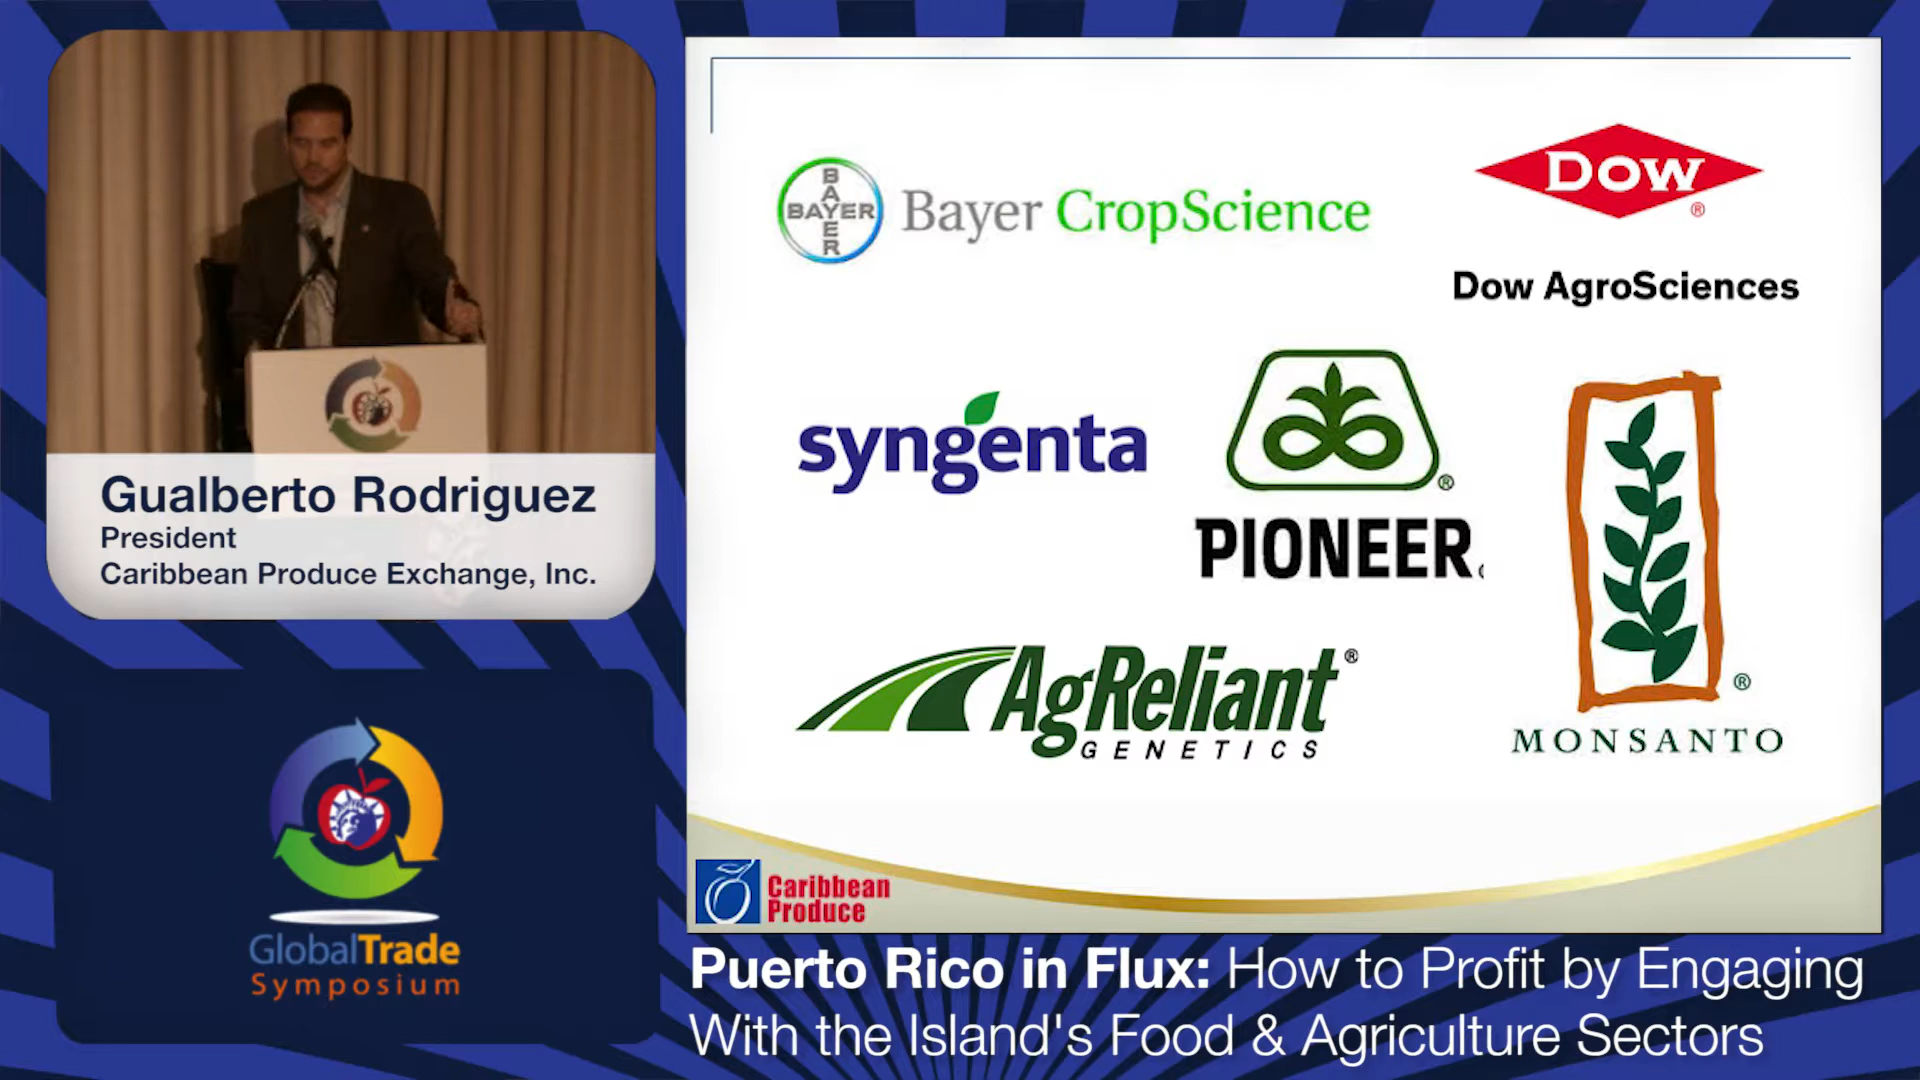 Gualberto Rodriguez
President
Caribbean Produce Exchange, Inc.
GlobalTrade
Symposium
BAYER
BAYER
Bayer CropScience
DOW
®
Dow AgroSciences
syngenta
®
PIONEER
AgReliant®
GENETICS
®
MONSANTO
Caribbean
Produce
Puerto Rico in Flux: How to Profit by Engaging
With the Island's Food & Agriculture Sectors